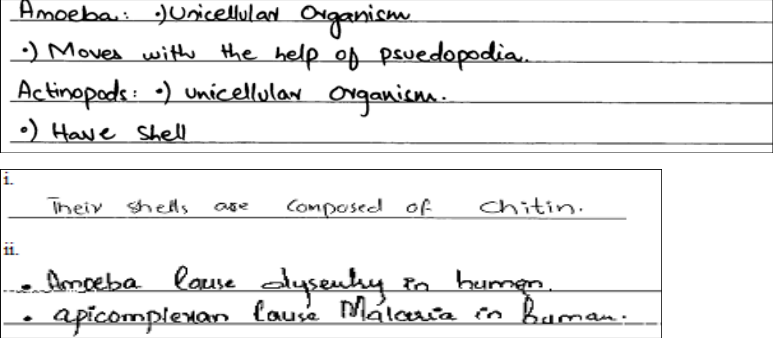 Amoeba: •) Unicellular Organism
•) Moves with the help of psuedopodia.
Actinopods: •) unicellular organism.
•) Have shell
i.
Their shells are composed of chitin.
ii.
• Amoeba Cause dysentry in human.
• apicomplexan Cause Malaria in human.